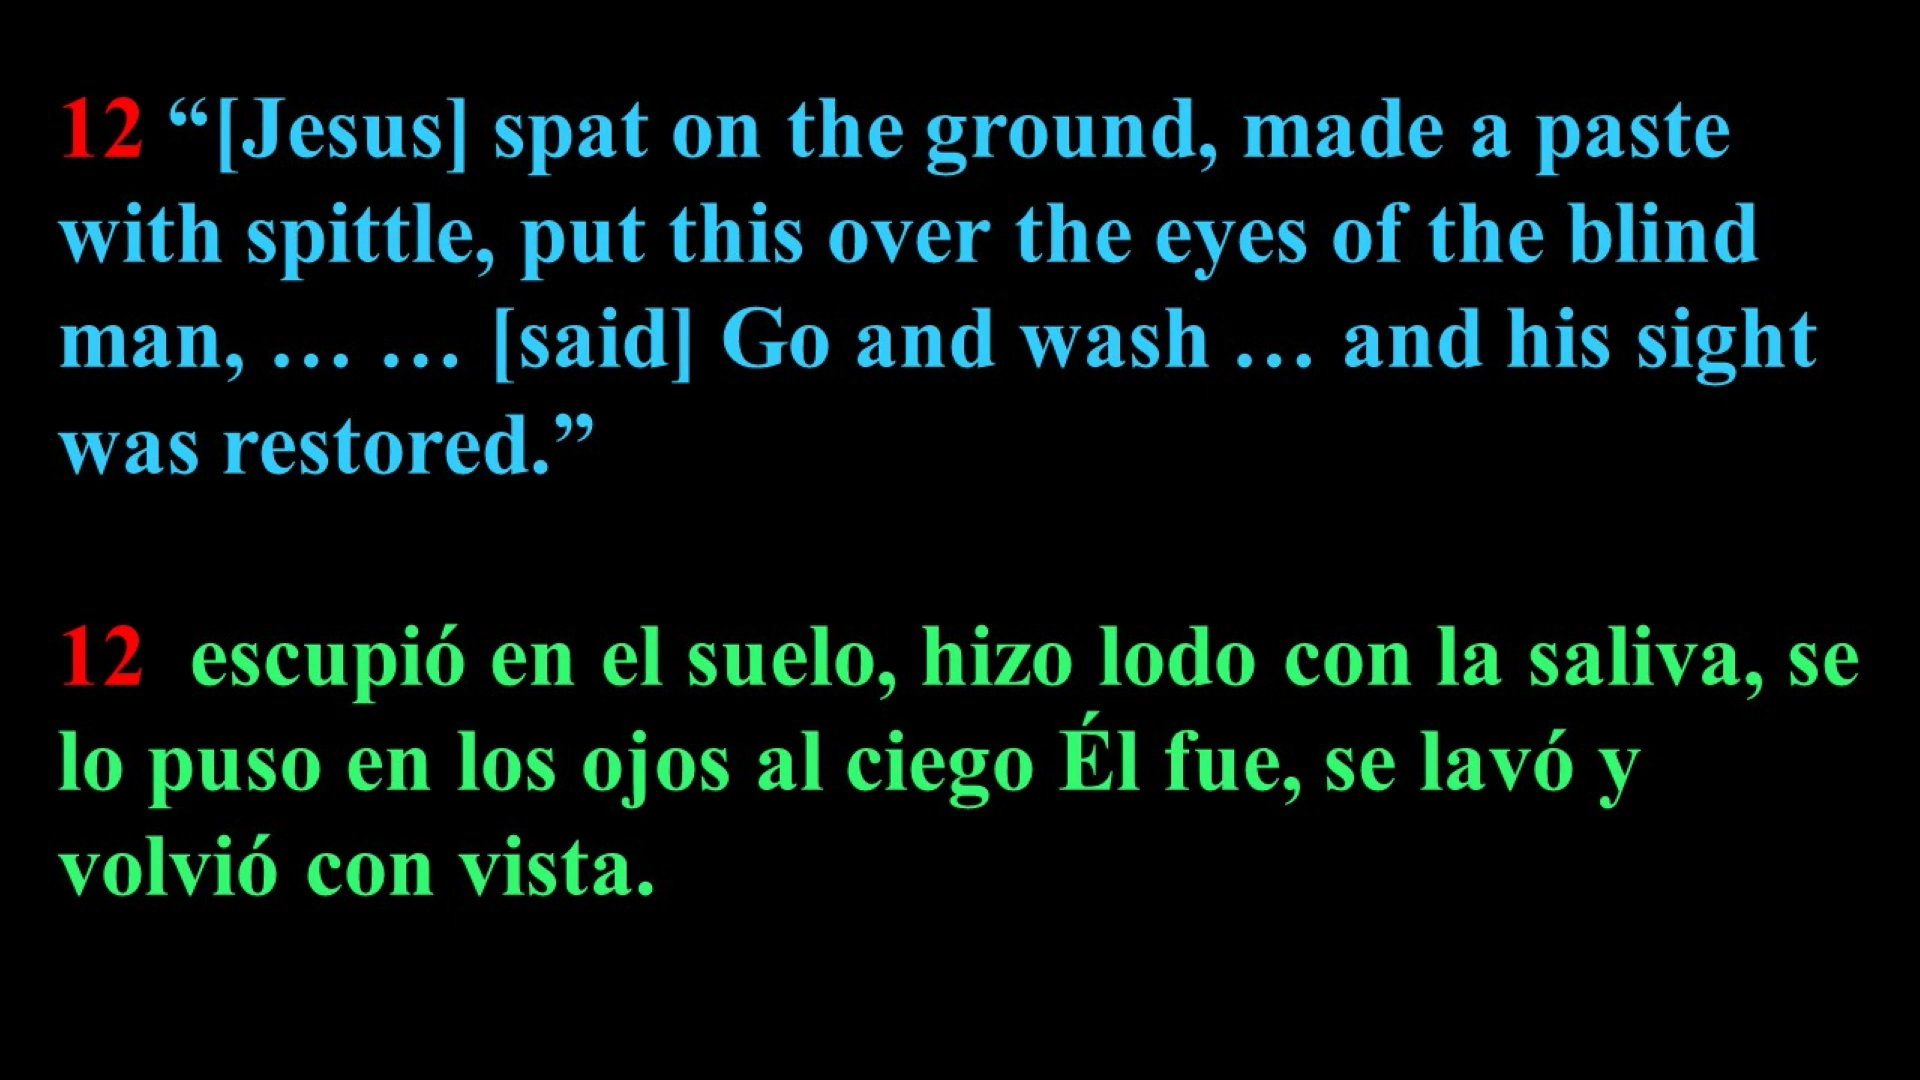 12 “[Jesus] spat on the ground, made a paste
with spittle, put this over the eyes of the blind
man, … … [said] Go and wash … and his sight
was restored.”
12 escupió en el suelo, hizo lodo con la saliva, se
lo puso en los ojos al ciego Él fue, se lavó y
volvió con vista.